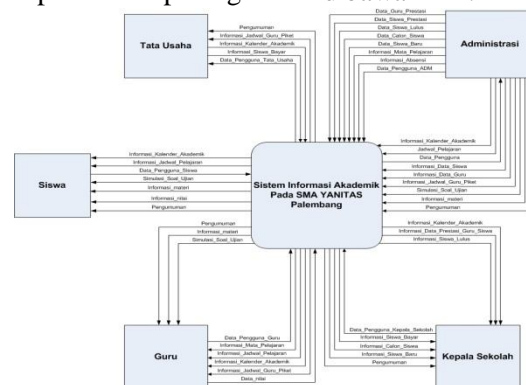 Pengumuman
Informasi_Jadwal_Guru_Piket
Informasi_Kalender_Akademik
Informasi_Siswa_Bayar
Data_Pengguna_Tata_Usaha
Tata Usaha
Data_Guru_Prestasi
Data_Siswa_Prestasi
Data_Siswa_Lulus
Data_Calon_Siswa
Data_Siswa_Baru
Informasi_Mata_Pelajaran
Informasi_Absensi
Data_Pengguna_ADM
Administrasi
Informasi_Kalender_Akademik
Jadwal_Pelajaran
Data_Pengguna
Informasi_Data_Siswa
Informasi_Data_Guru
Informasi_Jadwal_Guru_Piket
Simulasi_Soal_Ujian
Informasi_materi
Pengumuman
Siswa
Informasi_Kalender_Akademik
Informasi_Jadwal_Pelajaran
Data_Pengguna_Siswa
Simulasi_Soal_Ujian
Informasi_materi
Informasi_nilai
Pengumuman
Sistem Informasi Akademik
Pada SMA YANITAS
Palembang
Pengumuman
Informasi_materi
Simulasi_Soal_Ujian
Informasi_Kalender_Akademik
Informasi_Data_Prestasi_Guru_Siswa
Informasi_Siswa_Lulus
Guru
Data_Pengguna_Guru
Informasi_Mata_Pelajaran
Informasi_Jadwal_Pelajaran
Informasi_Kalender_Akademik
Informasi_Jadwal_Guru_Piket
Data_nilai
Data_Pengguna_Kepala_Sekolah
Informasi_Siswa_Bayar
Informasi_Calon_Siswa
Informasi_Siswa_Baru
Pengumuman
Kepala Sekolah